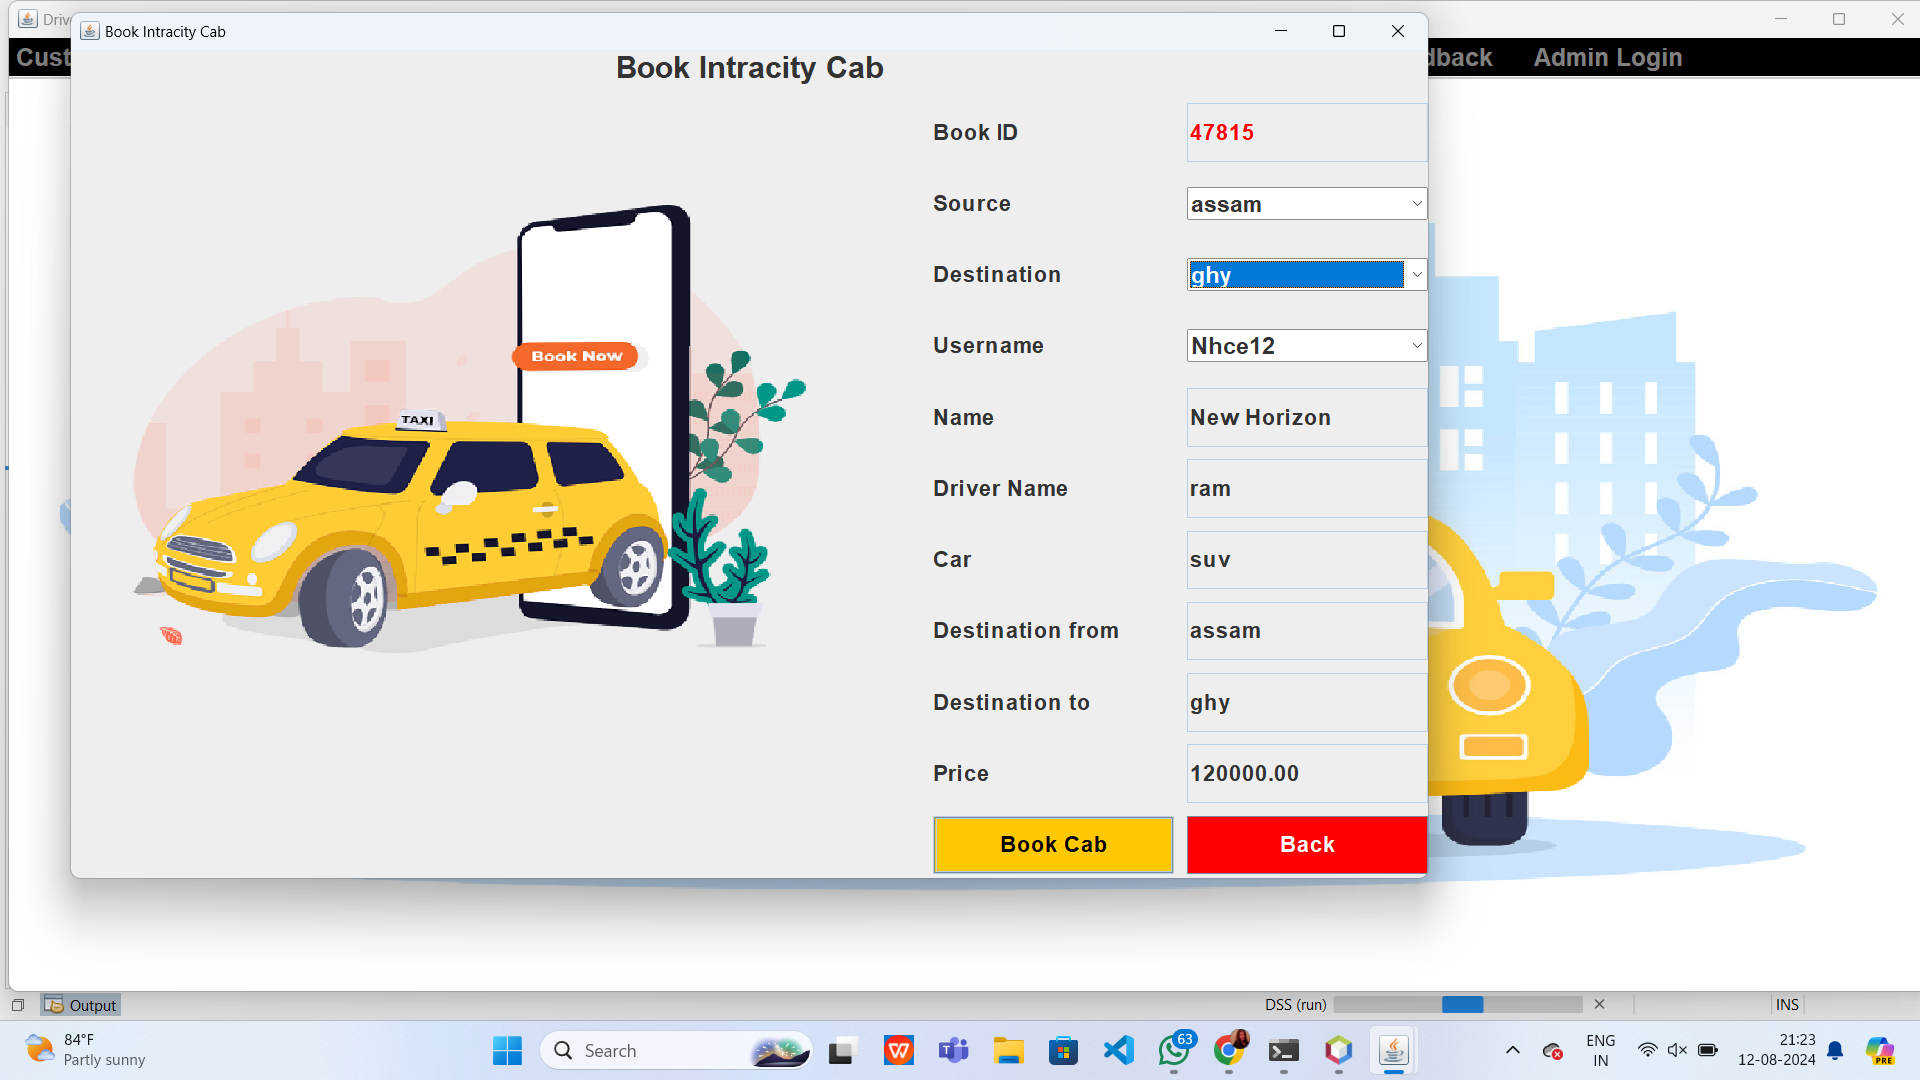 Drive
Book Intracity Cab
Cust
dback
Admin Login
Book Intracity Cab
Book ID 47815
Source assam
Destination ghy
Username Nhce12
Name New Horizon
Driver Name ram
Car suv
Destination from assam
Destination to ghy
Price 120000.00
Book Cab Back
Book Now
TAXI
Output
DSS (run)
INS
84°F
Partly sunny
Search
63
ENG
IN
21:23
12-08-2024
PRE